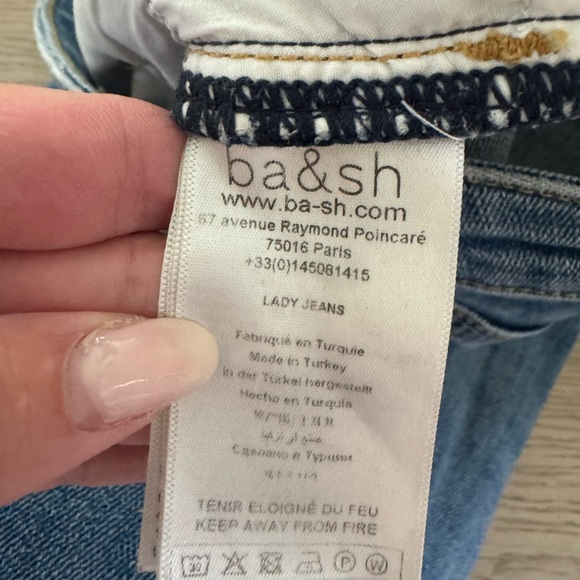 ba&sh
www.ba-sh.com
67 avenue Raymond Poincaré
75016 Paris
+33(0)145081415
LADY JEANS
Fabriqué en Turquie
Made in Turkey
In der Türkei hergestellt
Hecho en Turquía
Сделано в Турции
TENIR ELOIGNÉ DU FEU
KEEP AWAY FROM FIRE
30
P
W